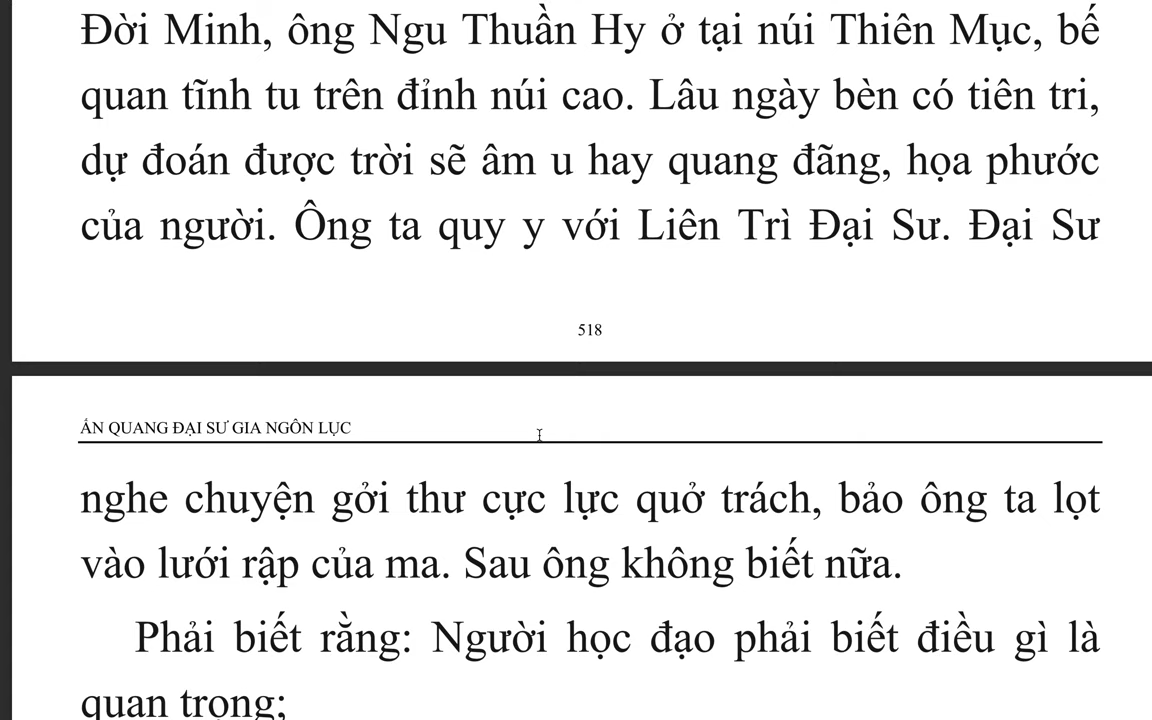 Đời Minh, ông Ngu Thuần Hy ở tại núi Thiên Mục, bế
quan tĩnh tu trên đỉnh núi cao. Lâu ngày bèn có tiên tri,
dự đoán được trời sẽ âm u hay quang đãng, họa phước
của người. Ông ta quy y với Liên Trì Đại Sư. Đại Sư
518
ẤN QUANG ĐẠI SƯ GIA NGÔN LỤC
nghe chuyện gởi thư cực lực quở trách, bảo ông ta lọt
vào lưới rập của ma. Sau ông không biết nữa.
Phải biết rằng: Người học đạo phải biết điều gì là
quan trọng;